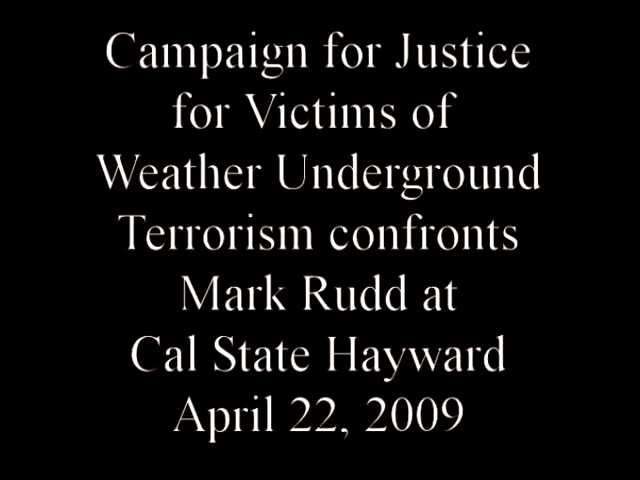 Campaign for Justice
for Victims of
Weather Underground
Terrorism confronts
Mark Rudd at
Cal State Hayward
April 22, 2009